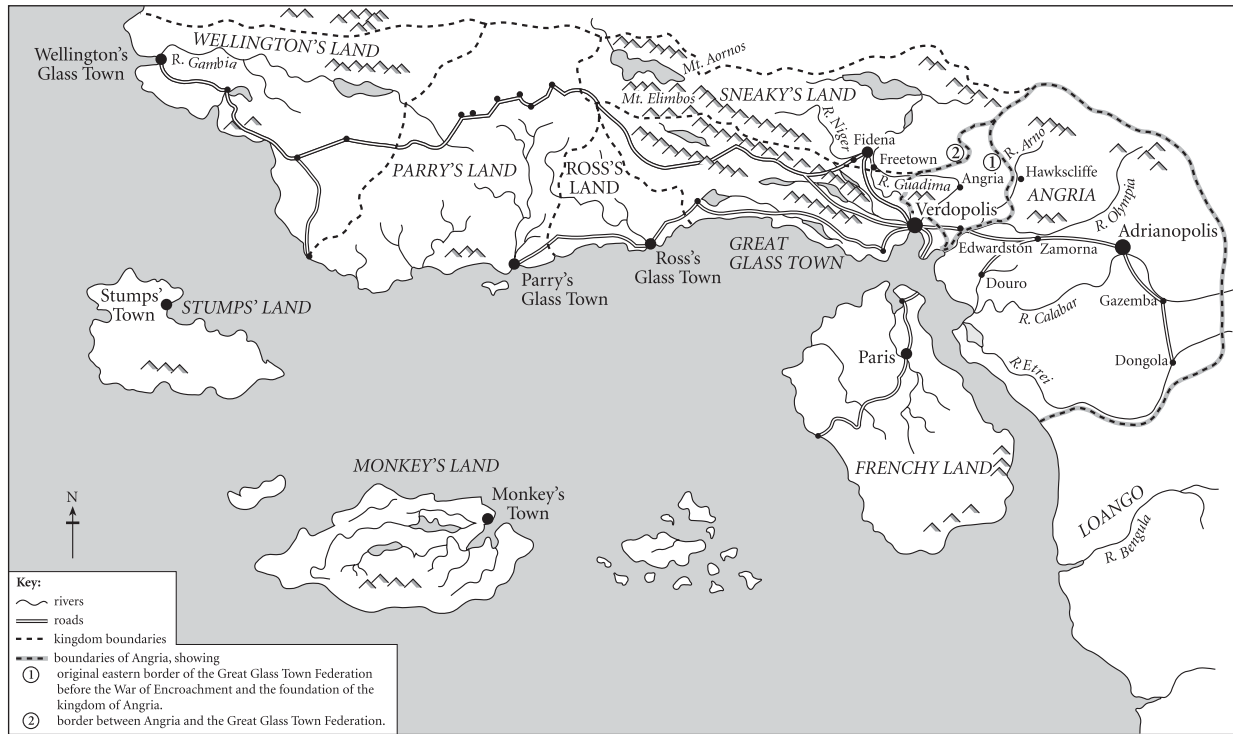 WELLINGTON'S LAND
Wellington's
Glass Town
R. Gambia
Mt. Aornos
Mt. Elimbos
SNEAKY'S LAND
R. Niger
Fidena
Freetown
R. Guadima
②
①
R. Arno
Angria
Hawkscliffe
ANGRIA
R. Olympia
PARRY'S LAND
ROSS'S
LAND
Verdopolis
Adrianopolis
Edwardston
Zamorna
GREAT
GLASS TOWN
Ross's
Glass Town
Parry's
Glass Town
Douro
R. Calabar
Gazemba
Stumps'
Town
STUMPS' LAND
Paris
R. Etrei
Dongola
FRENCHY LAND
MONKEY'S LAND
Monkey's
Town
LOANGO
R. Bengula
N
Key:
rivers
roads
kingdom boundaries
boundaries of Angria, showing
① original eastern border of the Great Glass Town Federation
before the War of Encroachment and the foundation of the
kingdom of Angria.
② border between Angria and the Great Glass Town Federation.